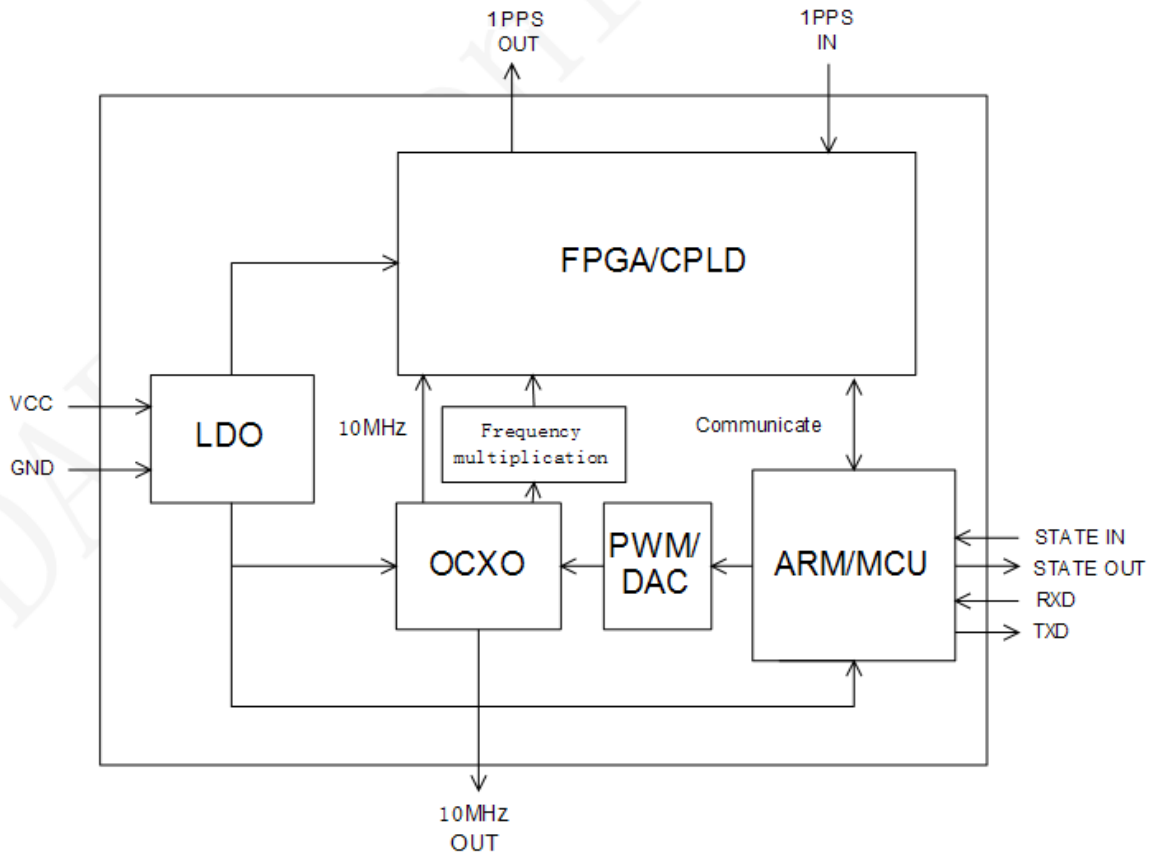 1PPS
OUT
1PPS
IN
FPGA/CPLD
VCC
GND
LDO
10MHz
Frequency
multiplication
Communicate
OCXO
PWM/
DAC
ARM/MCU
STATE IN
STATE OUT
RXD
TXD
10MHz
OUT